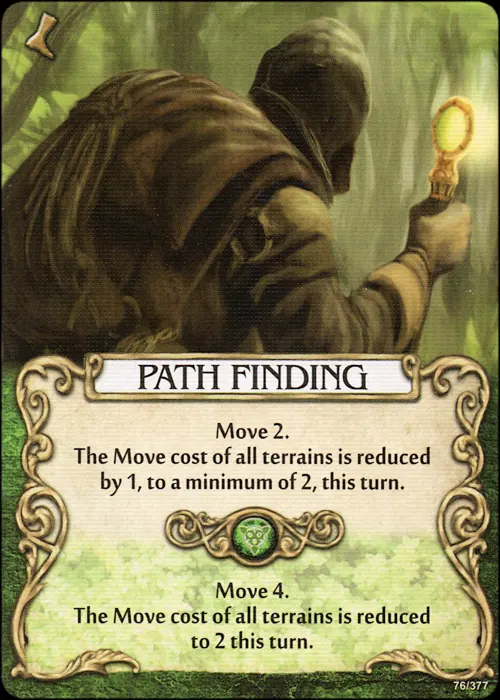 PATH FINDING
Move 2.
The Move cost of all terrains is reduced
by 1, to a minimum of 2, this turn.
Move 4.
The Move cost of all terrains is reduced
to 2 this turn.
76/377